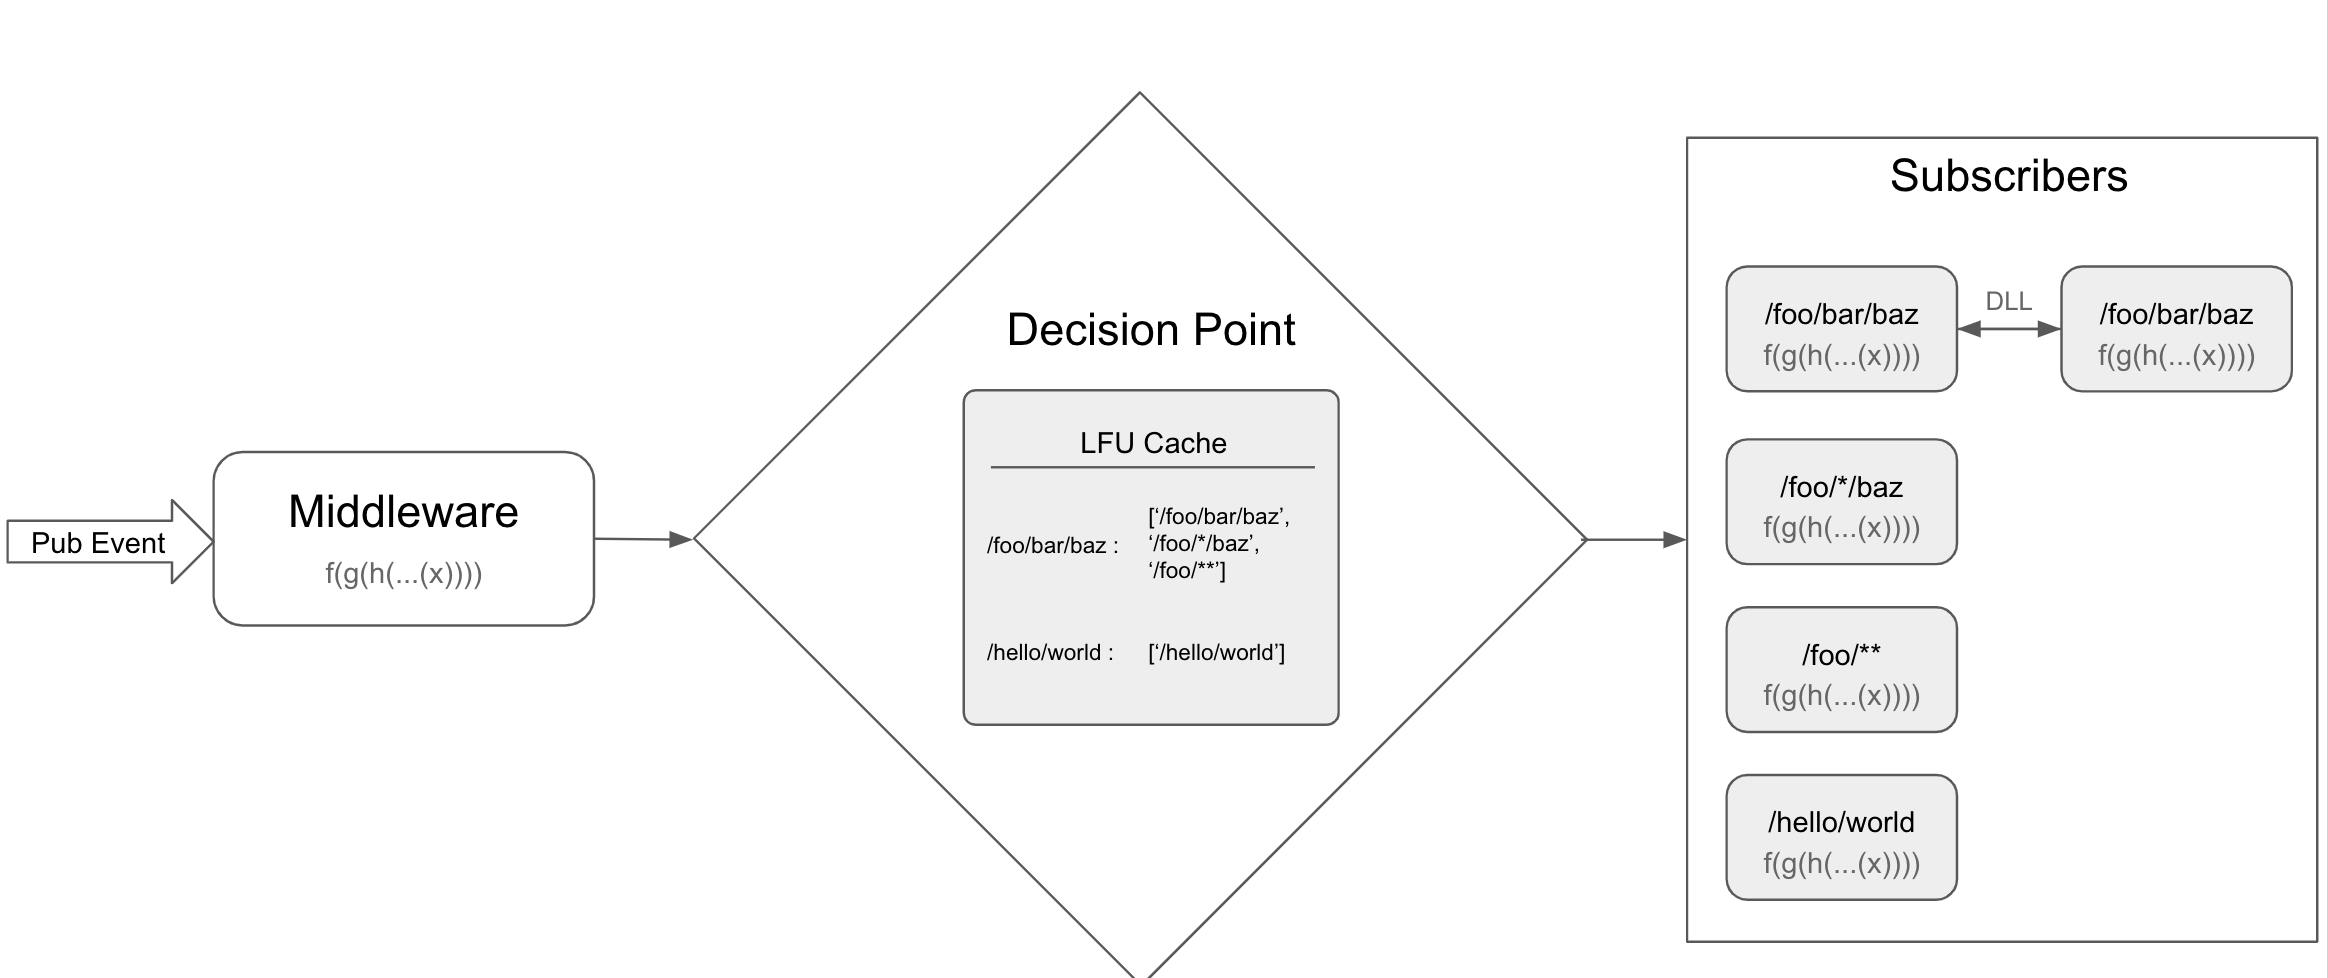 Pub Event
Middleware
f(g(h(...(x))))
Decision Point
LFU Cache
/foo/bar/baz :
[‘/foo/bar/baz’,
‘/foo/*/baz’,
‘/foo/**’]
/hello/world :
[‘/hello/world’]
Subscribers
/foo/bar/baz
f(g(h(...(x))))
DLL
/foo/bar/baz
f(g(h(...(x))))
/foo/*/baz
f(g(h(...(x))))
/foo/**
f(g(h(...(x))))
/hello/world
f(g(h(...(x))))